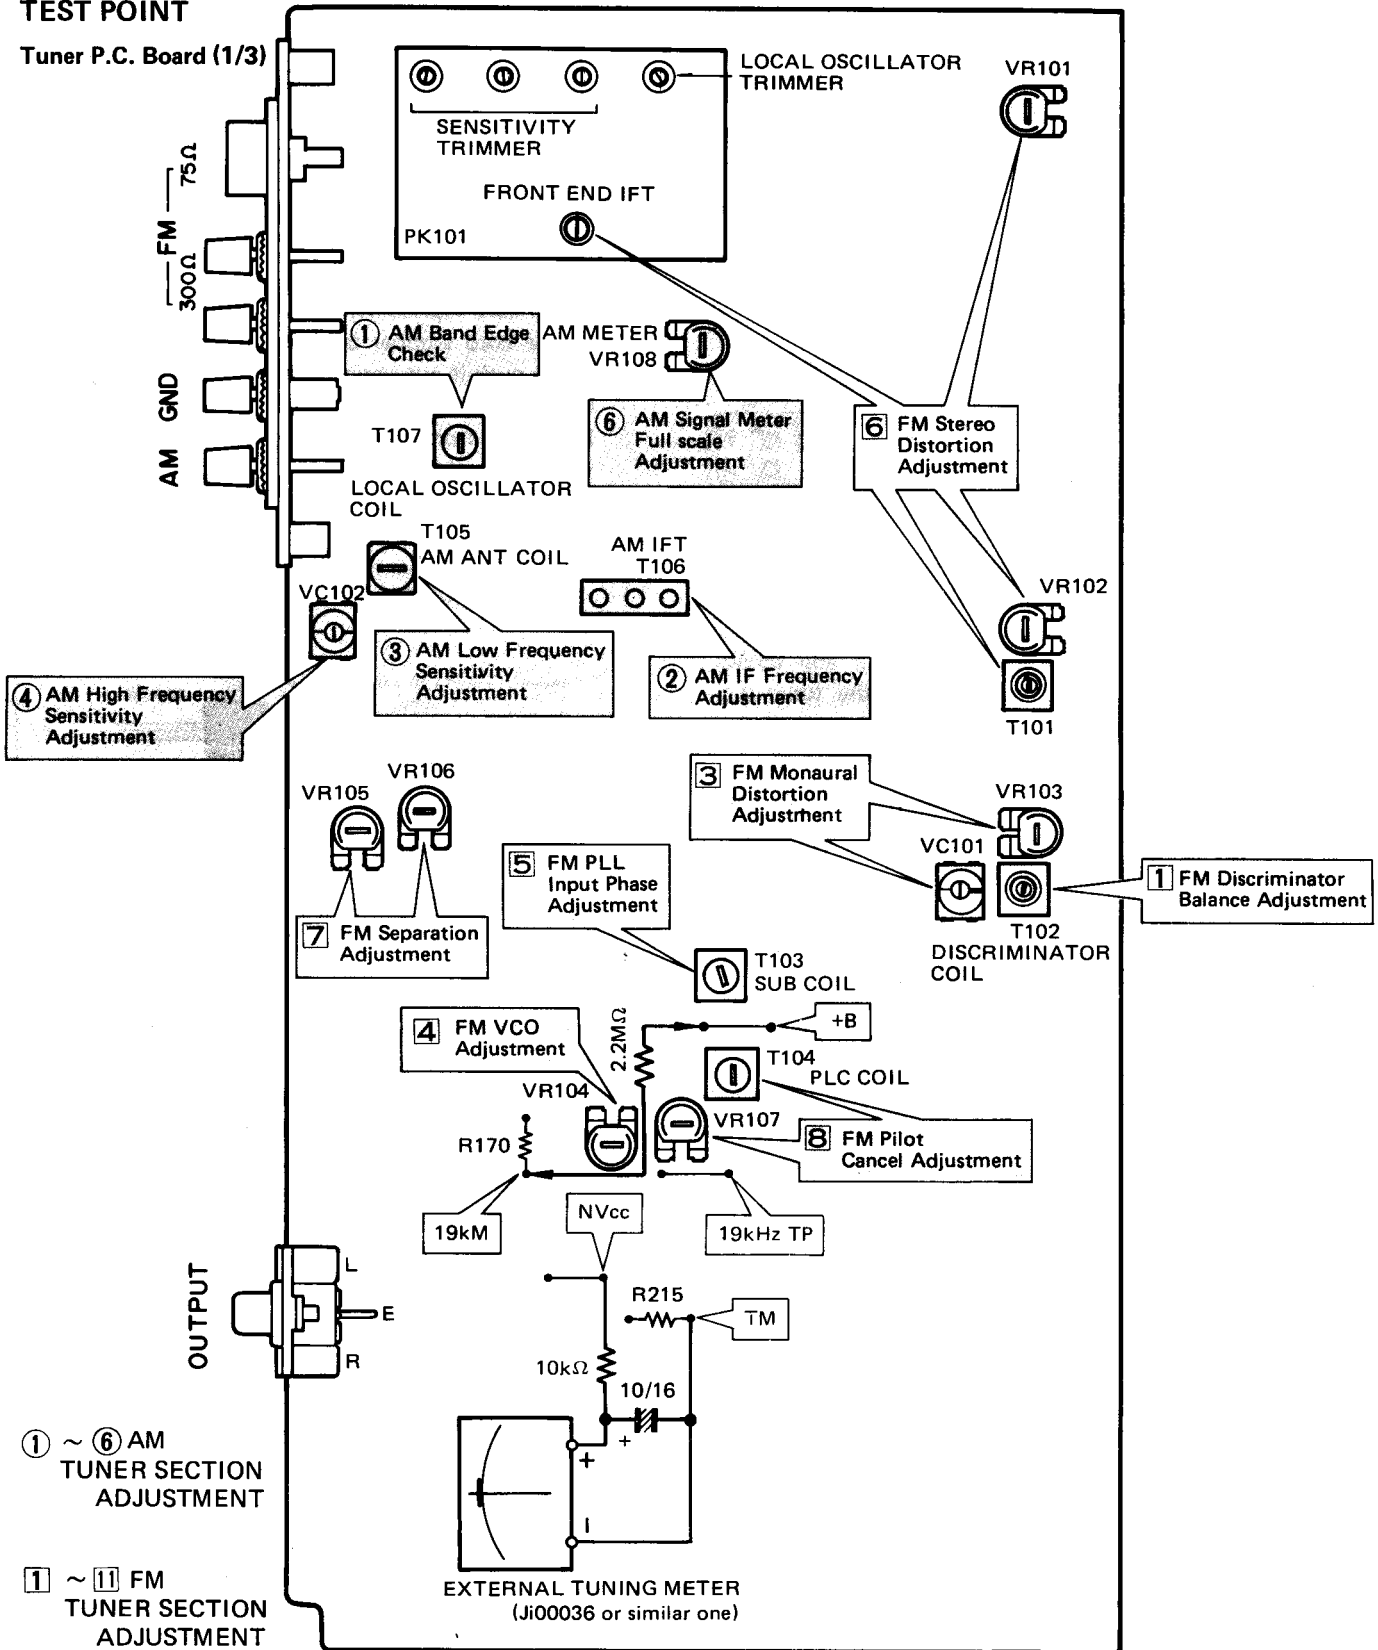 TEST POINT
Tuner P.C. Board (1/3)
LOCAL OSCILLATOR
TRIMMER
VR101
SENSITIVITY
TRIMMER
FRONT END IFT
PK101
75Ω
FM
300Ω
GND
AM
① AM Band Edge
Check
AM METER
VR108
⑥ AM Signal Meter
Full scale
Adjustment
6 FM Stereo
Distortion
Adjustment
T107
LOCAL OSCILLATOR
COIL
T105
AM ANT COIL
AM IFT
T106
VC102
VR102
③ AM Low Frequency
Sensitivity
Adjustment
② AM IF Frequency
Adjustment
④ AM High Frequency
Sensitivity
Adjustment
T101
VR105
VR106
3 FM Monaural
Distortion
Adjustment
VR103
VC101
5 FM PLL
Input Phase
Adjustment
1 FM Discriminator
Balance Adjustment
T102
DISCRIMINATOR
COIL
7 FM Separation
Adjustment
T103
SUB COIL
4 FM VCO
Adjustment
2.2MΩ
+B
T104
PLC COIL
VR104
VR107
R170
8 FM Pilot
Cancel Adjustment
19kM
NVcc
19kHz TP
OUTPUT
L
E
R
R215
TM
10kΩ
10/16
+
+
−
EXTERNAL TUNING METER
(Ji00036 or similar one)
① ~ ⑥ AM
TUNER SECTION
ADJUSTMENT
1 ~ 11 FM
TUNER SECTION
ADJUSTMENT